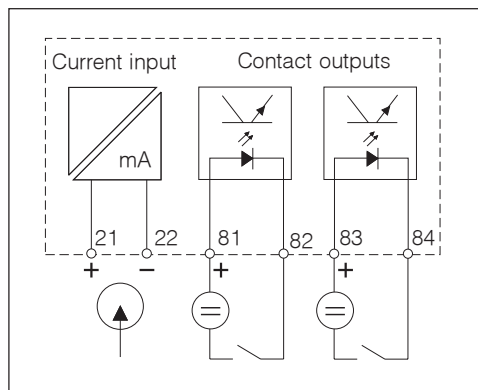 Current input Contact outputs
mA
21 22 81 82 83 84
+ − + +